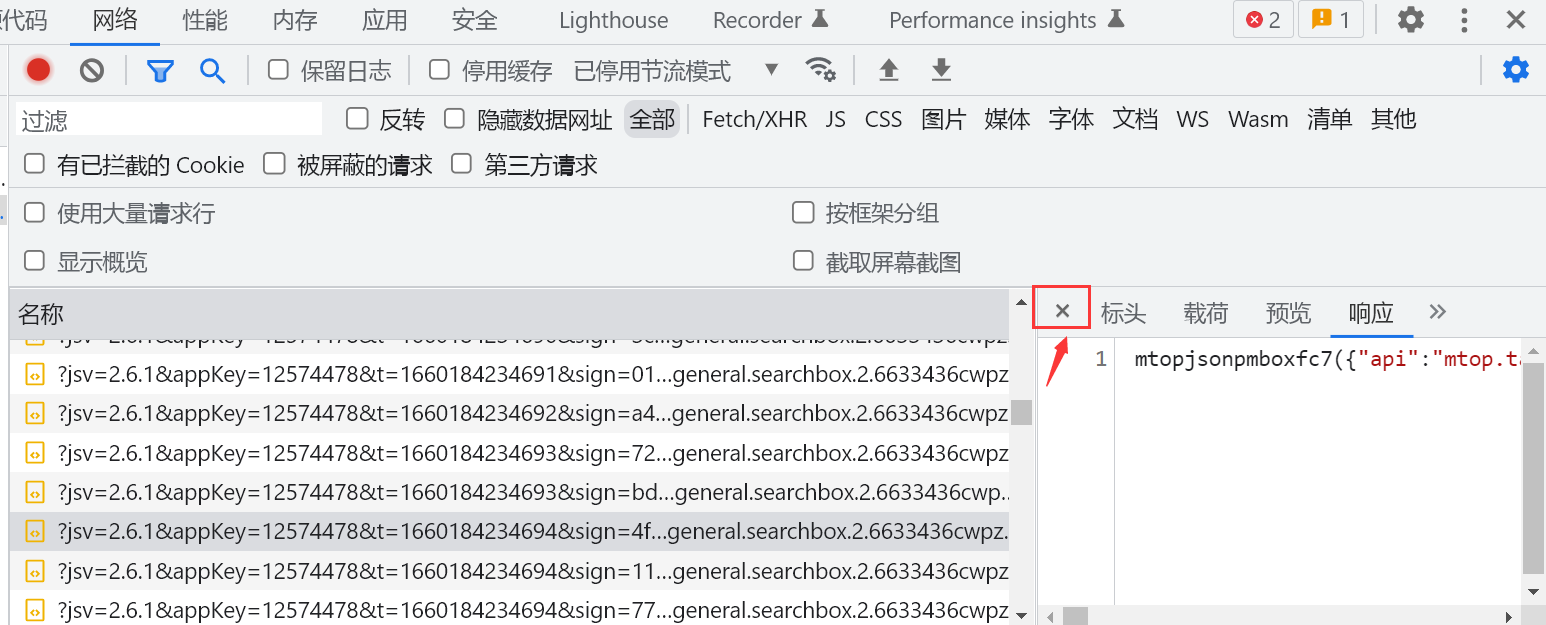 代码 网络 性能 内存 应用 安全 Lighthouse Recorder Performance insights 2 1
保留日志 停用缓存 已停用节流模式
过滤 反转 隐藏数据网址 全部 Fetch/XHR JS CSS 图片 媒体 字体 文档 WS Wasm 清单 其他
有已拦截的 Cookie 被屏蔽的请求 第三方请求
使用大量请求行 按框架分组
显示概览 截取屏幕截图
名称 标头 载荷 预览 响应
1 mtopjsonpmboxfc7({"api":"mtop.ta
?jsv=2.6.1&appKey=12574478&t=1660184234691&sign=01...general.searchbox.2.6633436cwpz
?jsv=2.6.1&appKey=12574478&t=1660184234692&sign=a4...general.searchbox.2.6633436cwpz
?jsv=2.6.1&appKey=12574478&t=1660184234693&sign=72...general.searchbox.2.6633436cwpz
?jsv=2.6.1&appKey=12574478&t=1660184234693&sign=bd...general.searchbox.2.6633436cwp..
?jsv=2.6.1&appKey=12574478&t=1660184234694&sign=4f...general.searchbox.2.6633436cwpz.
?jsv=2.6.1&appKey=12574478&t=1660184234694&sign=11...general.searchbox.2.6633436cwpz
?jsv=2.6.1&appKey=12574478&t=1660184234694&sign=77...general.searchbox.2.6633436cwpz